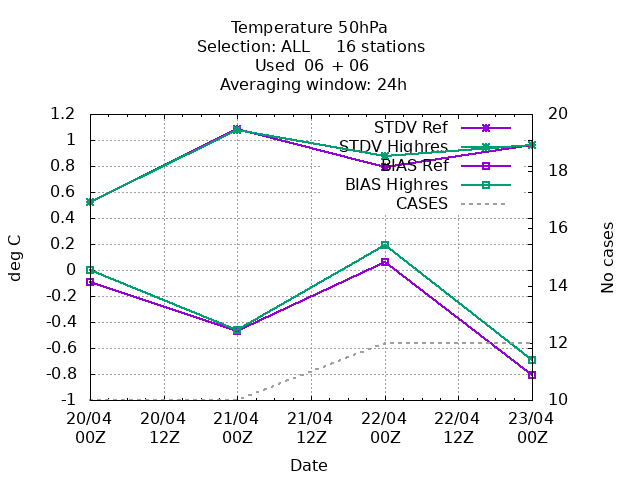 Temperature 50hPa
Selection: ALL 16 stations
Used 06 + 06
Averaging window: 24h
1.2
1
0.8
0.6
0.4
0.2
0
-0.2
-0.4
-0.6
-0.8
-1
deg C
20
18
16
14
12
10
No cases
STDV Ref
STDV Highres
BIAS Ref
BIAS Highres
CASES
20/04 20/04 21/04 21/04 22/04 22/04 23/04
00Z 12Z 00Z 12Z 00Z 12Z 00Z
Date